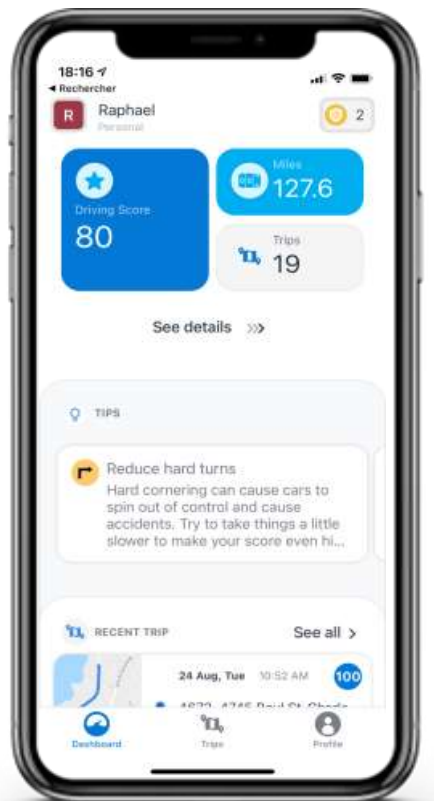 18:16
◀ Rechercher
R
Raphael
Personal
2
Driving Score
80
Miles
127.6
Trips
19
See details >>>
TIPS
Reduce hard turns
Hard cornering can cause cars to
spin out of control and cause
accidents. Try to take things a little
slower to make your score even hi...
RECENT TRIP
See all >
24 Aug, Tue 10:52 AM
100
Dashboard
Trips
Profile